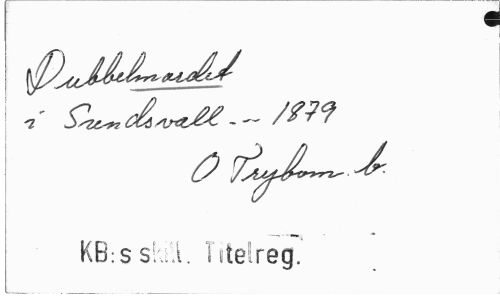 Dubbelmordet
i Sundsvall -- 1879
O Trybom. b.
KB:s skill. Titelreg.